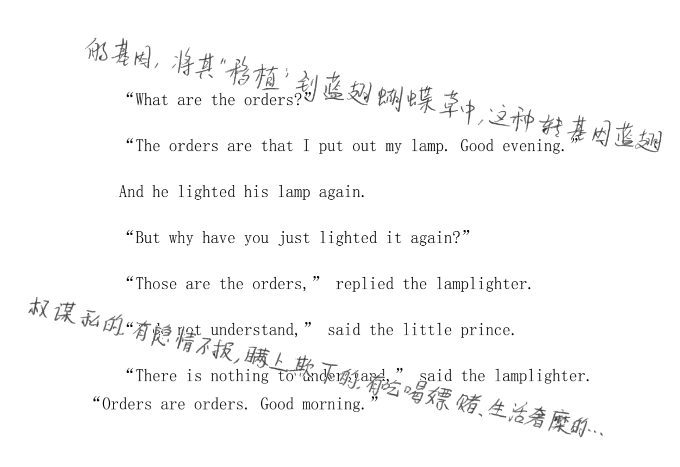 的基因，将其“移植”到蓝翅蝴蝶草中，这种转基因蓝翅
“What are the orders?”
“The orders are that I put out my lamp. Good evening.”
And he lighted his lamp again.
“But why have you just lighted it again?”
“Those are the orders,” replied the lamplighter.
权谋私的.有隐情不报，瞒上欺下的.有吃喝嫖赌、生活奢糜的…
“I do not understand,” said the little prince.
“There is nothing to understand,” said the lamplighter.
“Orders are orders. Good morning.”